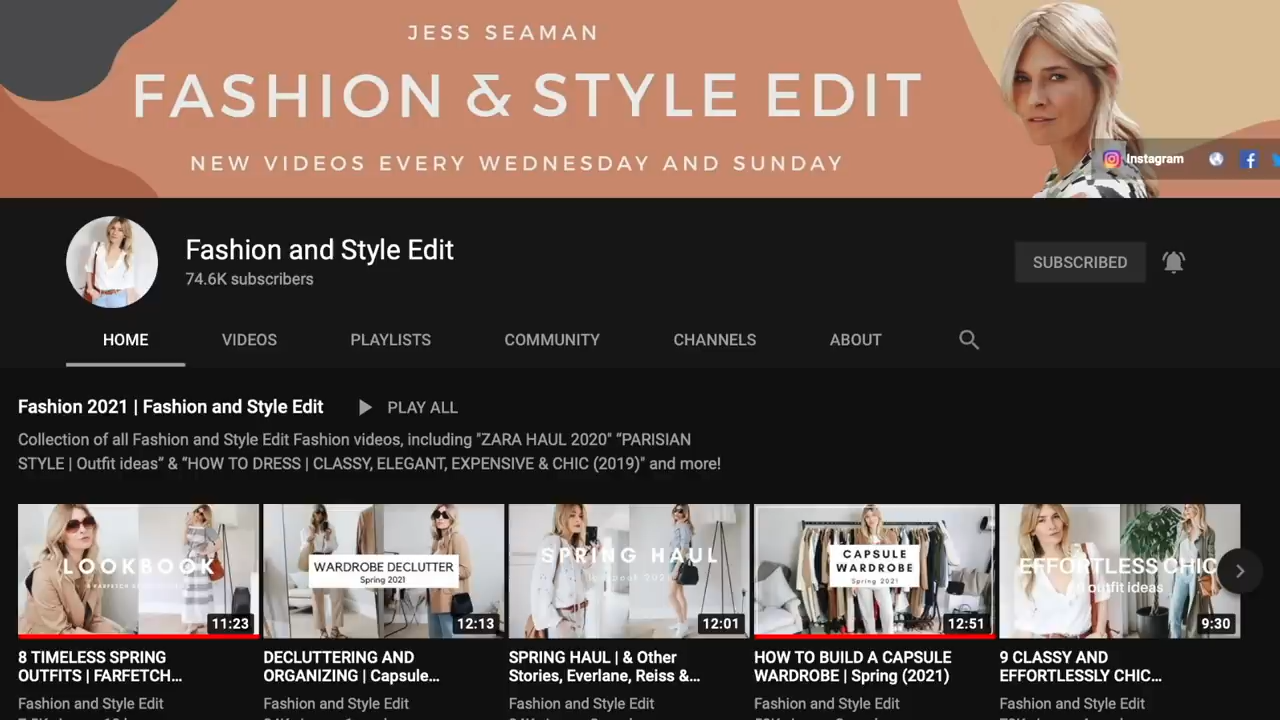 JESS SEAMAN
FASHION & STYLE EDIT
NEW VIDEOS EVERY WEDNESDAY AND SUNDAY
Instagram
Fashion and Style Edit
74.6K subscribers
SUBSCRIBED
HOME VIDEOS PLAYLISTS COMMUNITY CHANNELS ABOUT
Fashion 2021 | Fashion and Style Edit PLAY ALL
Collection of all Fashion and Style Edit Fashion videos, including "ZARA HAUL 2020" “PARISIAN
STYLE | Outfit ideas” & “HOW TO DRESS | CLASSY, ELEGANT, EXPENSIVE & CHIC (2019)" and more!
LOOKBOOK
11:23
WARDROBE DECLUTTER
Spring 2021
12:13
SPRING HAUL
12:01
CAPSULE
WARDROBE
Spring 2021
12:51
EFFORTLESS CHIC
outfit ideas
9:30
8 TIMELESS SPRING
OUTFITS | FARFETCH...
Fashion and Style Edit
DECLUTTERING AND
ORGANIZING | Capsule...
Fashion and Style Edit
SPRING HAUL | & Other
Stories, Everlane, Reiss &...
Fashion and Style Edit
HOW TO BUILD A CAPSULE
WARDROBE | Spring (2021)
Fashion and Style Edit
9 CLASSY AND
EFFORTLESSLY CHIC...
Fashion and Style Edit